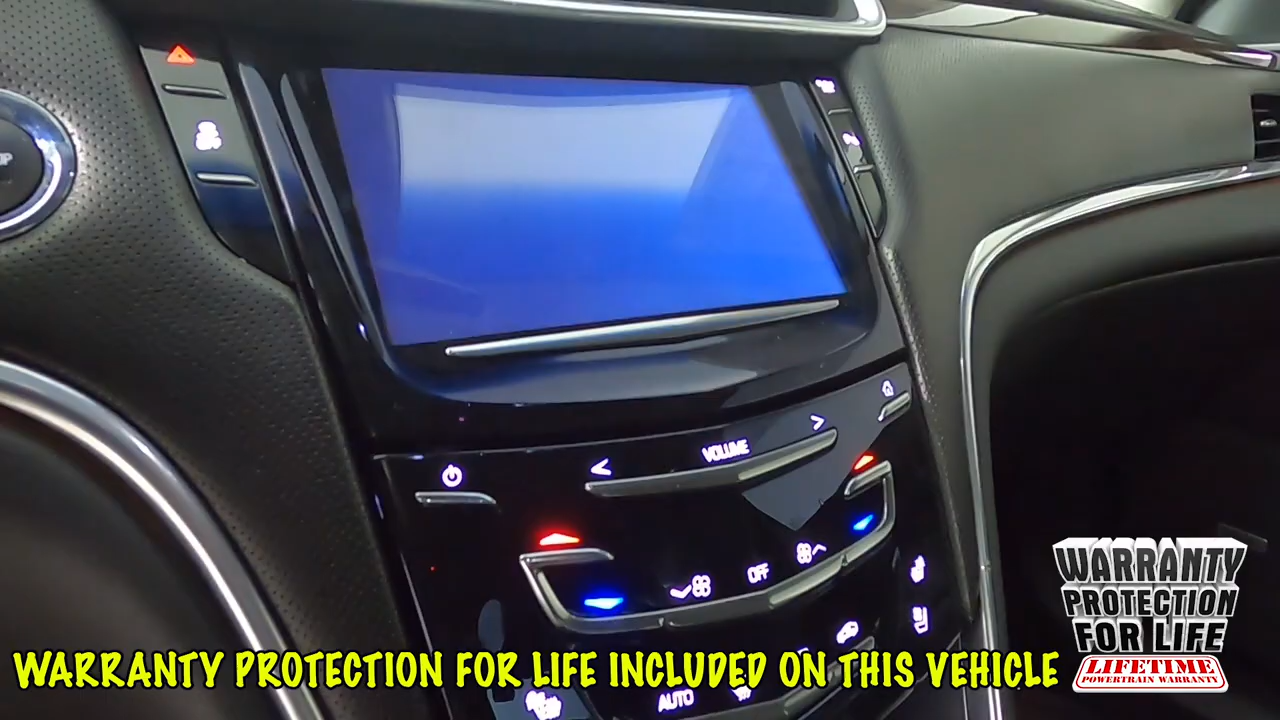 VOLUME
OFF
AUTO
WARRANTY
PROTECTION
FOR LIFE
LIFETIME
POWERTRAIN WARRANTY
WARRANTY PROTECTION FOR LIFE INCLUDED ON THIS VEHICLE